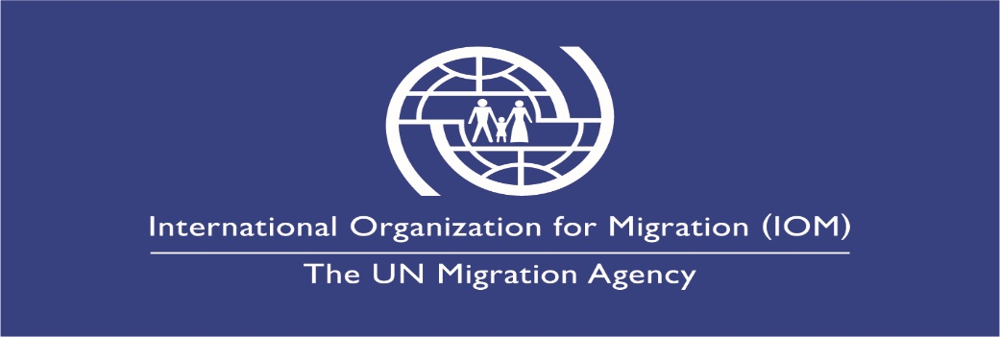 International Organization for Migration (IOM)
The UN Migration Agency